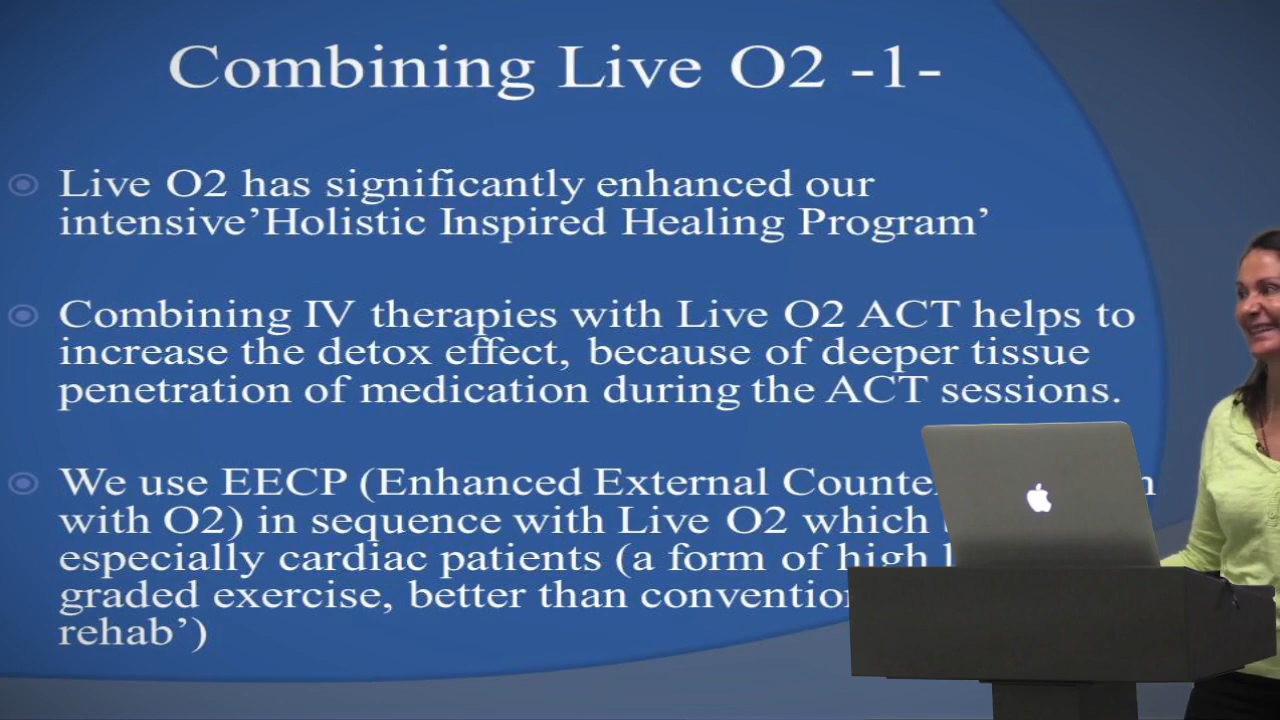 Combining Live O2 -1-
Live O2 has significantly enhanced our
intensive’Holistic Inspired Healing Program’
Combining IV therapies with Live O2 ACT helps to
increase the detox effect, because of deeper tissue
penetration of medication during the ACT sessions.
We use EECP (Enhanced External
with O2) in sequence with Live O2 which
especially cardiac patients (a form of high
graded exercise, better than
rehab’)